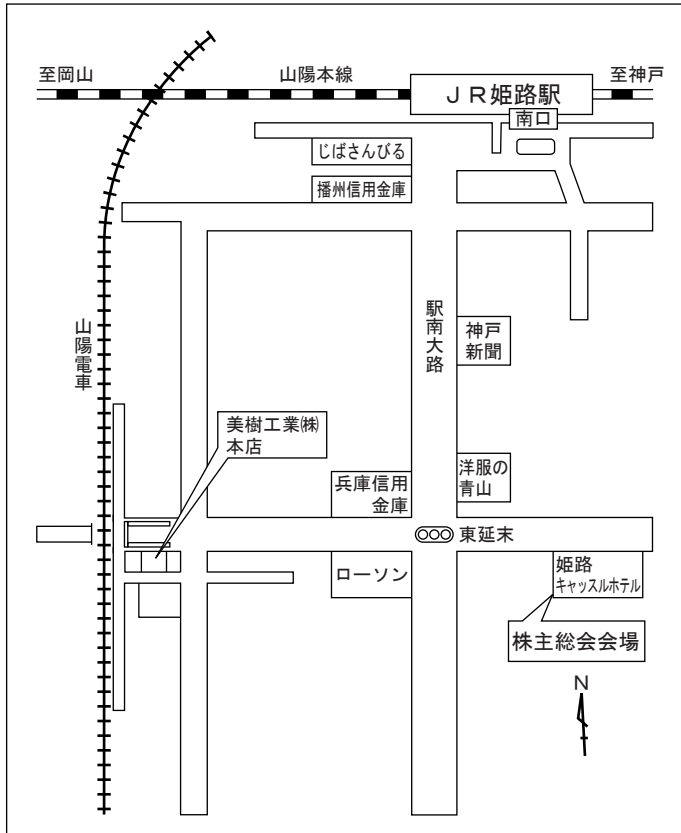 至岡山
山陽本線
JR姫路駅
至神戸
南口
じばさんびる
播州信用金庫
駅南大路
神戸
新聞
山陽電車
美樹工業㈱
本店
兵庫信用
金庫
洋服の
青山
東延末
ローソン
姫路
キャッスルホテル
株主総会会場
N